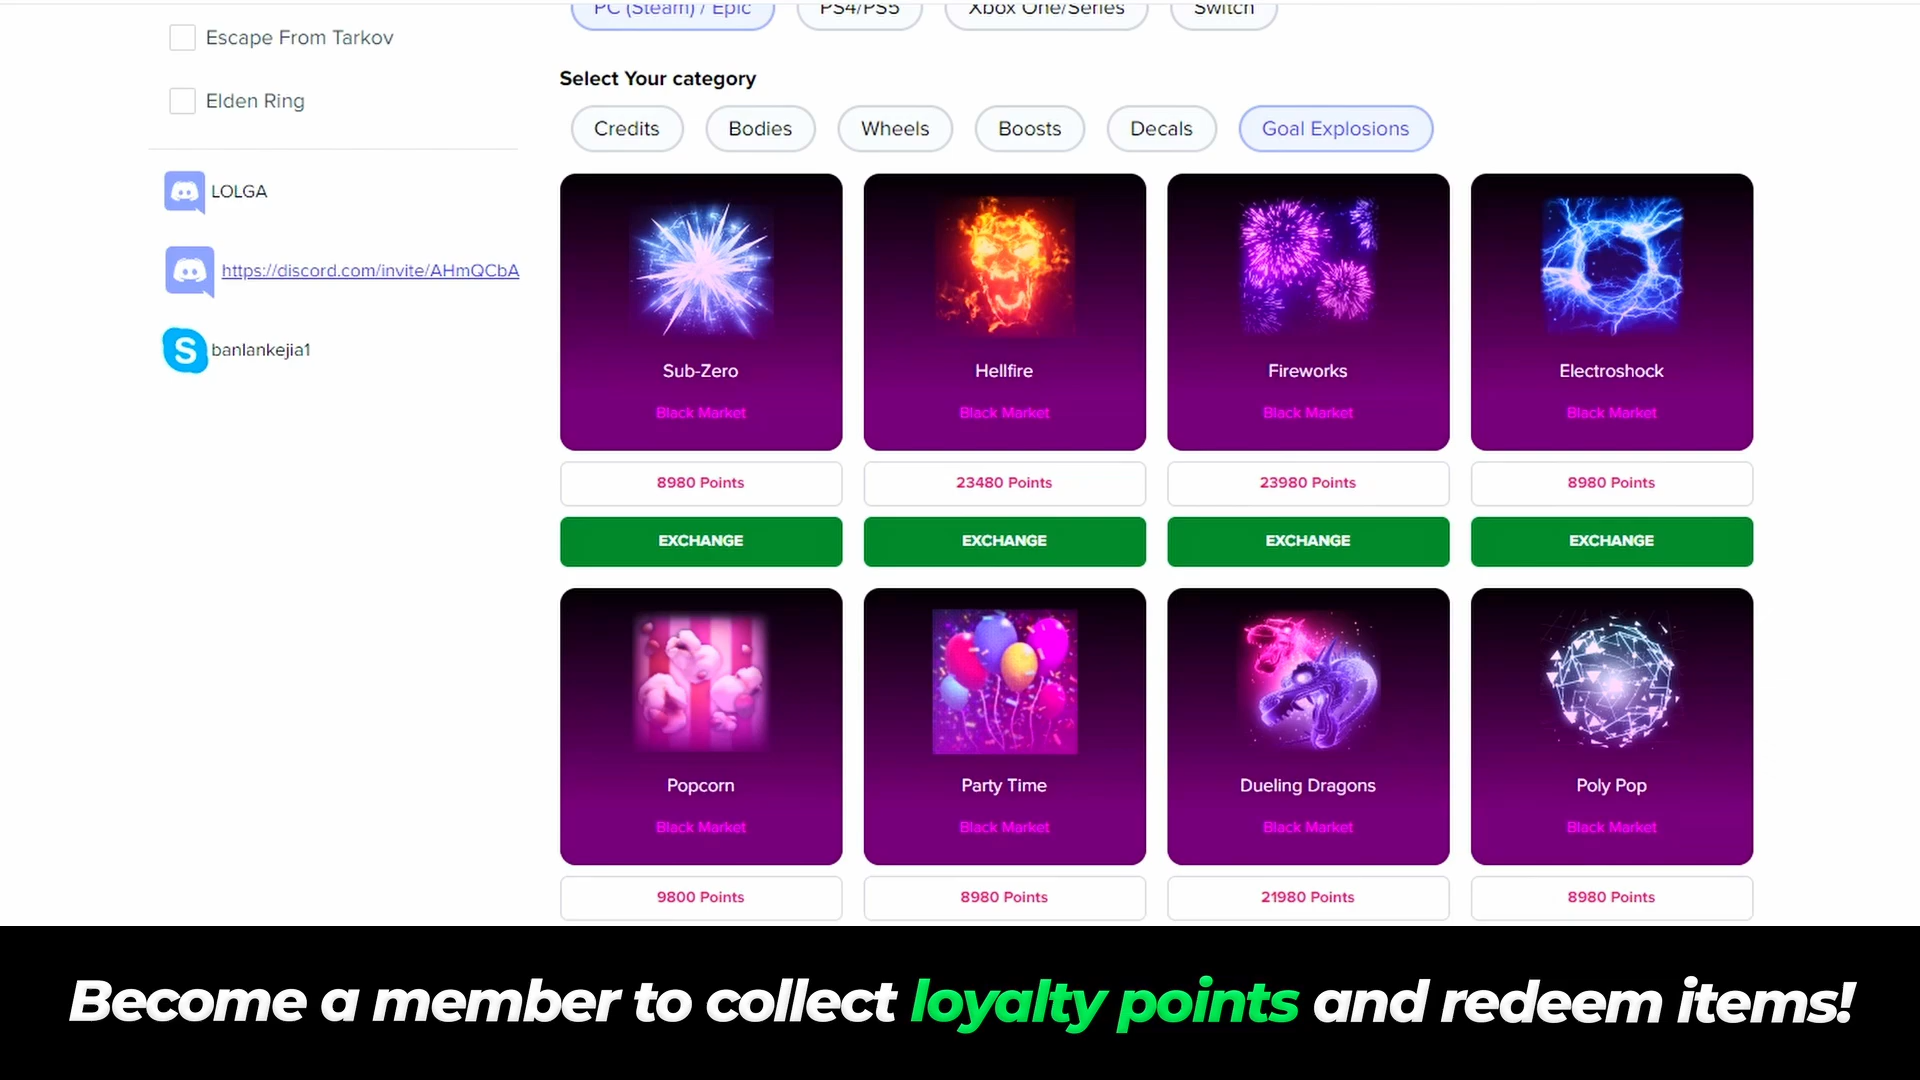 PC (Steam) / Epic
PS4/PS5
Xbox One/Series
Switch
Escape From Tarkov
Elden Ring
LOLGA
https://discord.com/invite/AHmQCbA
banlankejia1
Select Your category
Credits
Bodies
Wheels
Boosts
Decals
Goal Explosions
Sub-Zero
Hellfire
Fireworks
Electroshock
Black Market
Black Market
Black Market
Black Market
8980 Points
23480 Points
23980 Points
8980 Points
EXCHANGE
EXCHANGE
EXCHANGE
EXCHANGE
Popcorn
Party Time
Dueling Dragons
Poly Pop
Black Market
Black Market
Black Market
Black Market
9800 Points
8980 Points
21980 Points
8980 Points
Become a member to collect loyalty points and redeem items!